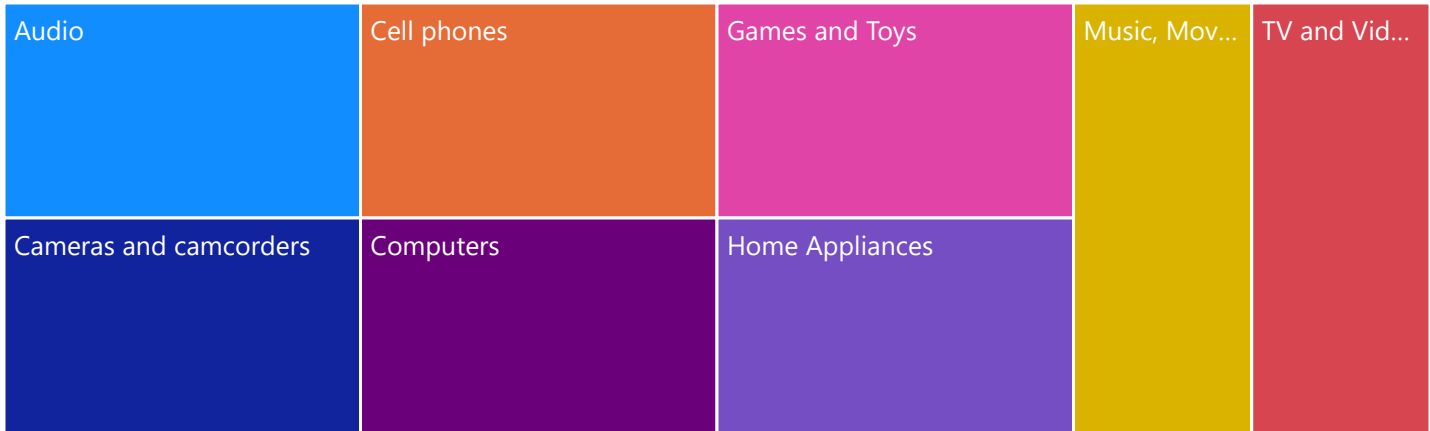 Audio
Cell phones
Games and Toys
Music, Mov...
TV and Vid...
Cameras and camcorders
Computers
Home Appliances